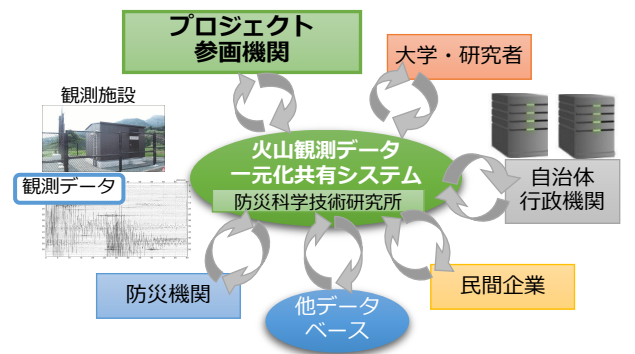 プロジェクト
参画機関
大学・研究者
観測施設
観測データ
火山観測データ
一元化共有システム
防災科学技術研究所
自治体
行政機関
防災機関
他データ
ベース
民間企業